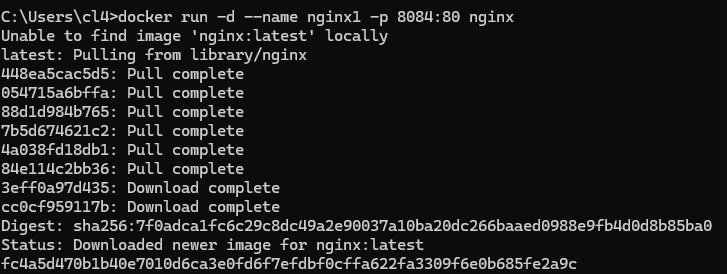 C:\Users\cl4>docker run -d --name nginx1 -p 8084:80 nginx
Unable to find image 'nginx:latest' locally
latest: Pulling from library/nginx
448ea5cac5d5: Pull complete
054715a6bffa: Pull complete
88d1d984b765: Pull complete
7b5d674621c2: Pull complete
4a038fd18db1: Pull complete
84e114c2bb36: Pull complete
3eff0a97d435: Download complete
cc0cf959117b: Download complete
Digest: sha256:7f0adca1fc6c29c8dc49a2e90037a10ba20dc266baaed0988e9fb4d0d8b85ba0
Status: Downloaded newer image for nginx:latest
fc4a5d470b1b40e7010d6ca3e0fd6f7efdbf0cffa622fa3309f6e0b685fe2a9c